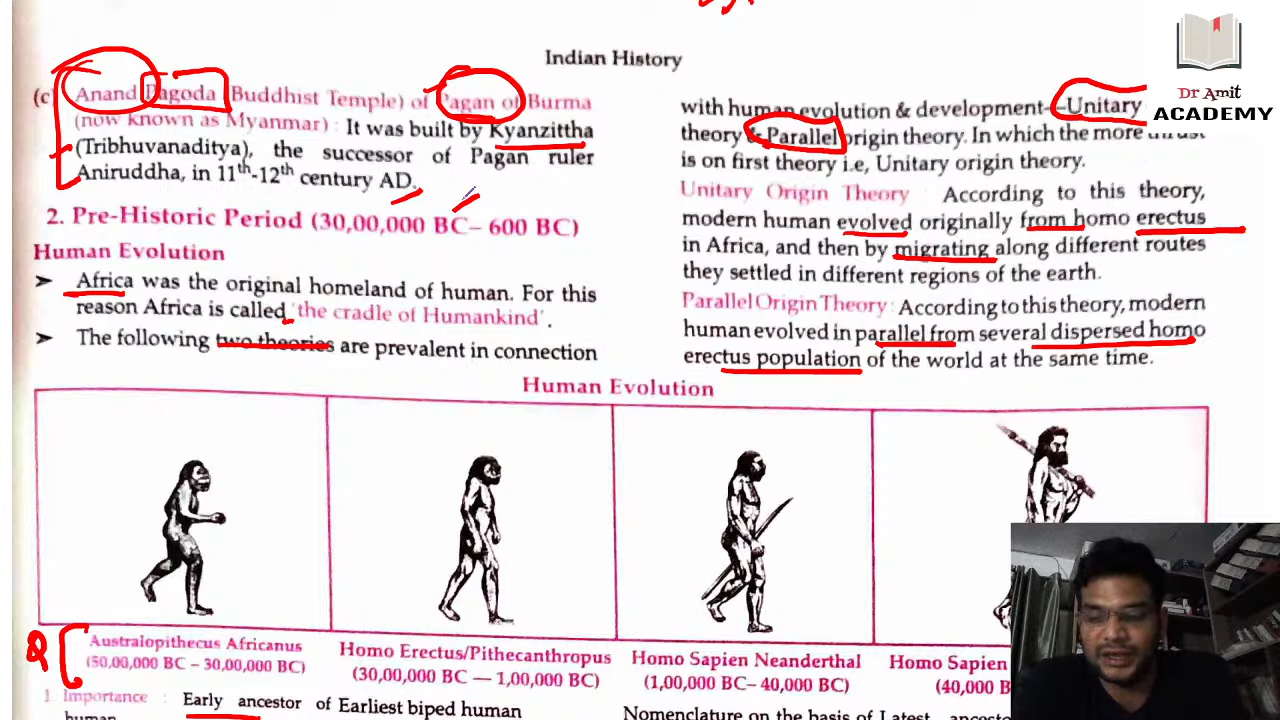 Indian History
(c) Anand Pagoda (Buddhist Temple) of Pagan of Burma
(now known as Myanmar) : It was built by Kyanzittha
(Tribhuvanaditya), the successor of Pagan ruler
Aniruddha, in 11th-12th century AD.
2. Pre-Historic Period (30,00,000 BC– 600 BC)
Human Evolution
➤ Africa was the original homeland of human. For this
reason Africa is called 'the cradle of Humankind'.
➤ The following two theories are prevalent in connection
with human evolution & development—Unitary
theory & Parallel origin theory. In which the more thrust
is on first theory i.e, Unitary origin theory.
Unitary Origin Theory : According to this theory,
modern human evolved originally from homo erectus
in Africa, and then by migrating along different routes
they settled in different regions of the earth.
Parallel Origin Theory : According to this theory, modern
human evolved in parallel from several dispersed homo
erectus population of the world at the same time.
Dr Amit
ACADEMY
Human Evolution
Q
Australopithecus Africanus
(50,00,000 BC – 30,00,000 BC)
Homo Erectus/Pithecanthropus
(30,00,000 BC — 1,00,000 BC)
Homo Sapien Neanderthal
(1,00,000 BC– 40,000 BC)
Homo Sapien
(40,000
1. Importance : Early ancestor of Earliest biped human
human
Nomenclature on the basis of Latest